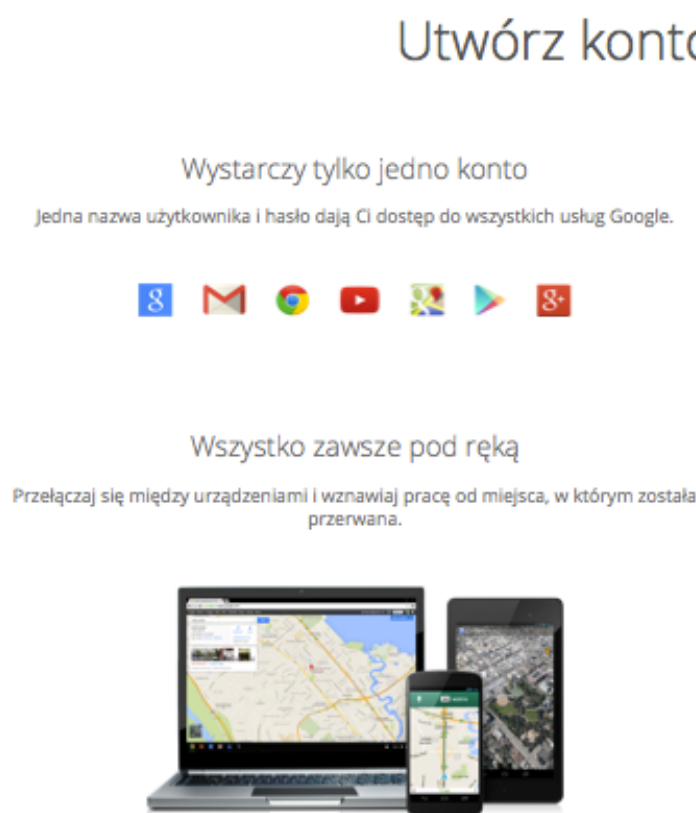 Utwórz konto
Wystarczy tylko jedno konto
Jedna nazwa użytkownika i hasło dają Ci dostęp do wszystkich usług Google.
Wszystko zawsze pod ręką
Przełączaj się między urządzeniami i wznawiaj pracę od miejsca, w którym została
przerwana.